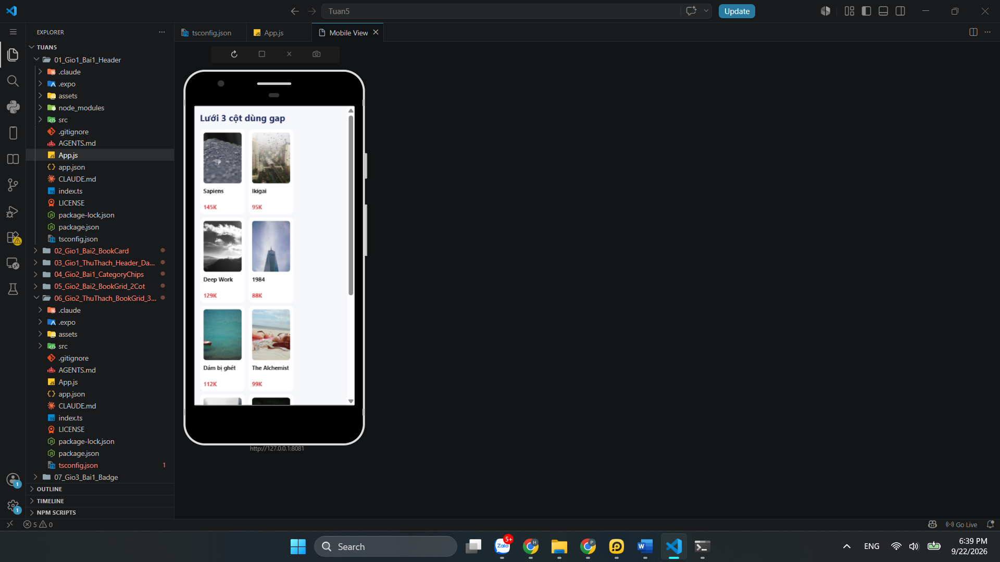 Tuan5
Update
EXPLORER
tsconfig.json
App.js
Mobile View
TUAN5
01_Gio1_Bai1_Header
.claude
.expo
assets
node_modules
src
.gitignore
AGENTS.md
App.js
app.json
CLAUDE.md
index.ts
LICENSE
package-lock.json
package.json
tsconfig.json
02_Gio1_Bai2_BookCard
03_Gio1_ThuThach_Header_Da...
04_Gio2_Bai1_CategoryChips
05_Gio2_Bai2_BookGrid_2Cot
06_Gio2_ThuThach_BookGrid_3...
.claude
.expo
assets
src
.gitignore
AGENTS.md
App.js
app.json
CLAUDE.md
index.ts
LICENSE
package-lock.json
package.json
tsconfig.json 1
07_Gio3_Bai1_Badge
OUTLINE
TIMELINE
NPM SCRIPTS
1
1
Lưới 3 cột dùng gap
Sapiens Ikigai
145K 95K
Deep Work 1984
129K 88K
Dám bị ghét The Alchemist
112K 99K
http://127.0.0.1:8081
5 0
Go Live
Search
5+
Zalo
H
P
W
ENG
6:39 PM
9/22/2026